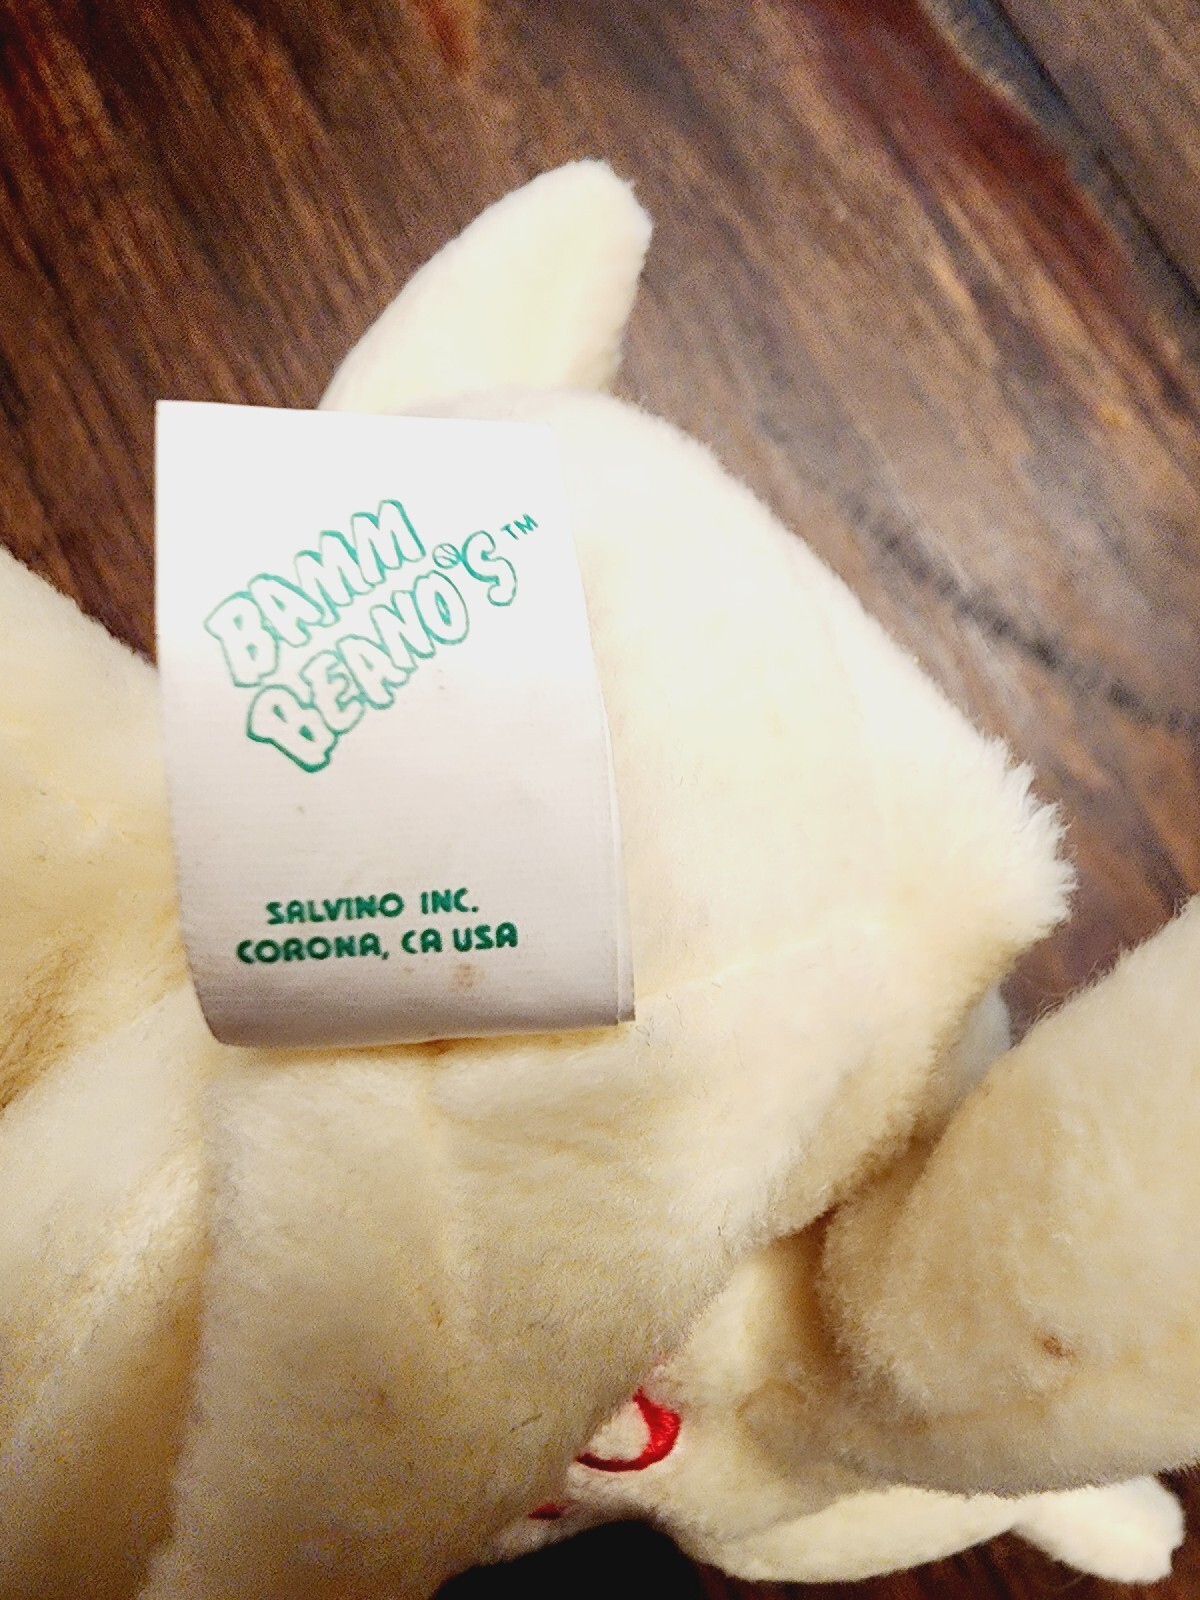 BAMM
BEANO'S™
SALVINO INC.
CORONA, CA USA